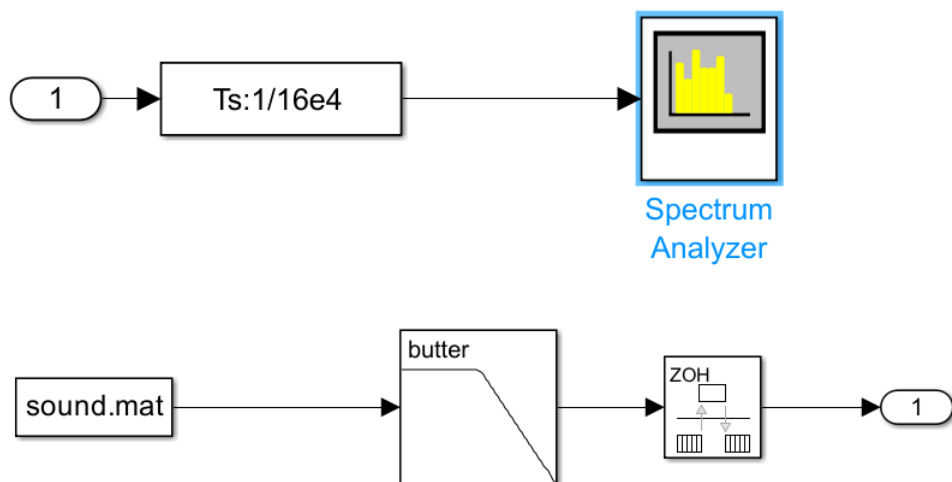 1
Ts:1/16e4
Spectrum
Analyzer
butter
sound.mat
ZOH
1